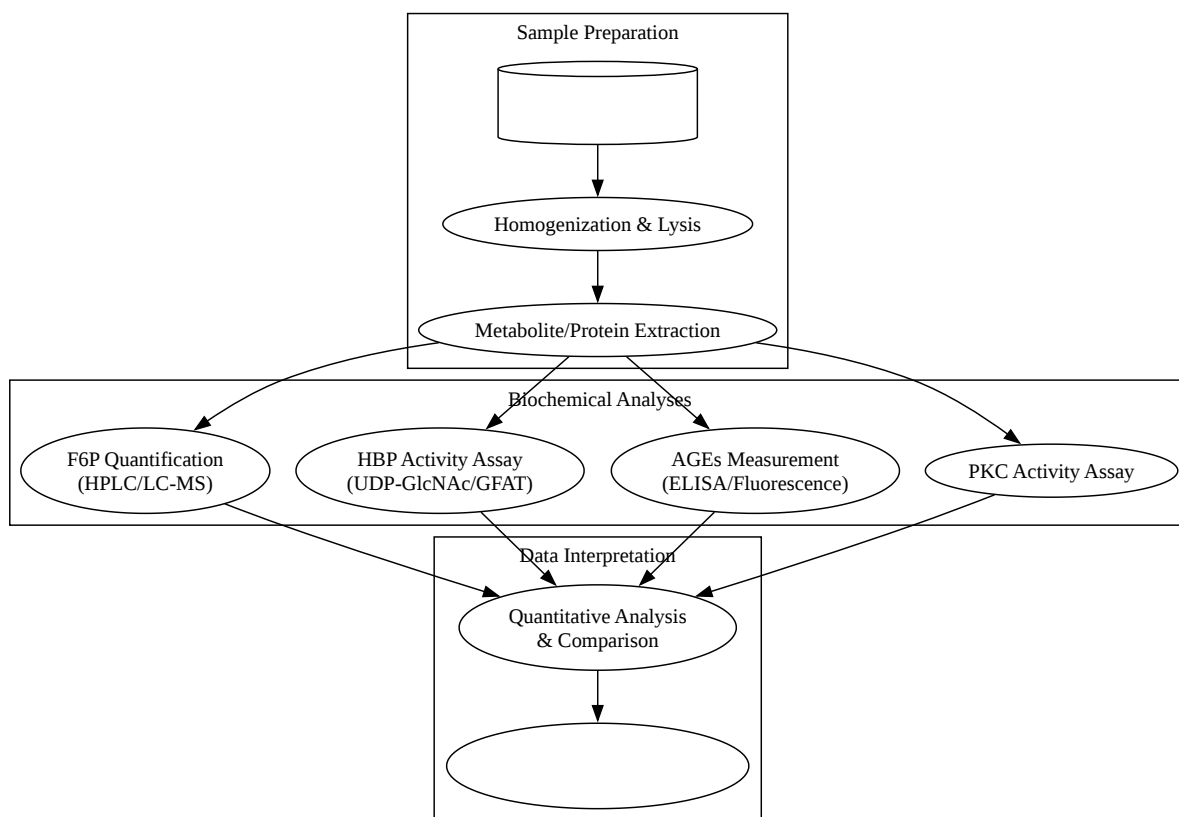 Sample Preparation
Homogenization & Lysis
Metabolite/Protein Extraction
Biochemical Analyses
F6P Quantification
(HPLC/LC-MS)
HBP Activity Assay
(UDP-GlcNAc/GFAT)
AGEs Measurement
(ELISA/Fluorescence)
PKC Activity Assay
Data Interpretation
Quantitative Analysis
& Comparison